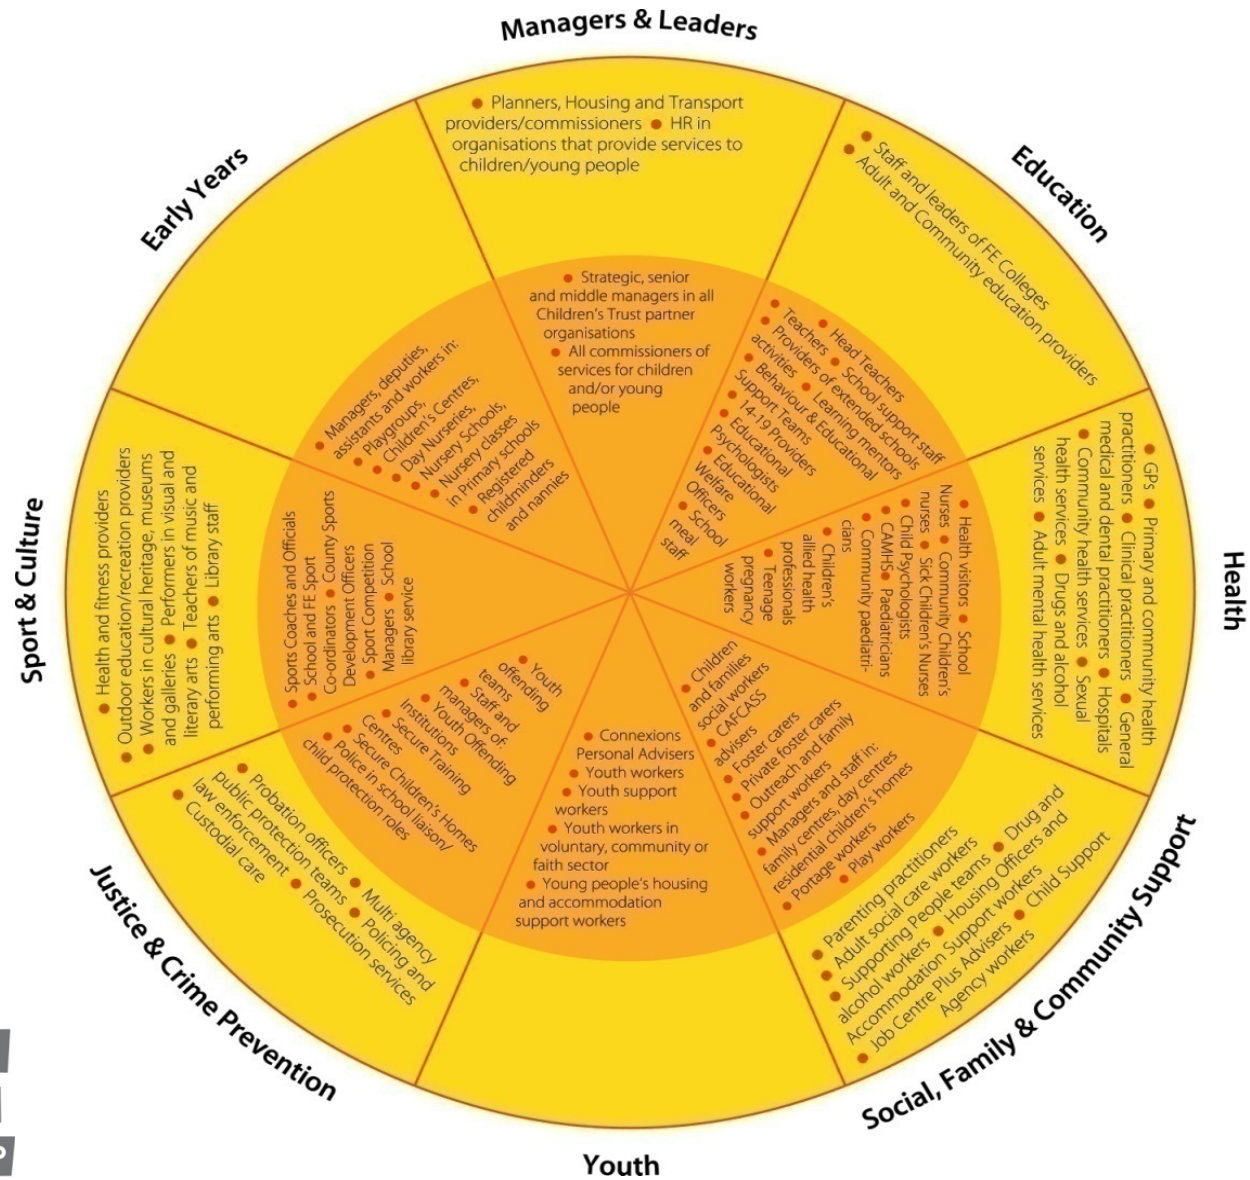 Managers & Leaders
● Planners, Housing and Transport
providers/commissioners ● HR in
organisations that provide services to
children/young people
● Strategic, senior
and middle managers in all
Children's Trust partner
organisations
● All commissioners of
services for children
and/or young
people
Education
● Staff and leaders of FE Colleges
● Adult and Community education providers
● Head Teachers
● Teachers ● School support staff
● Providers of extended schools
activities ● Learning mentors
● Behaviour & Educational
Support Teams
● 14-19 Providers
● Educational
Psychologists
● Educational
Welfare
Officers
● School
meal
staff
Health
● GPs ● Primary and community health
practitioners ● Clinical practitioners ● General
medical and dental practitioners ● Hospitals
● Community health services ● Sexual
health services ● Drugs and alcohol
services ● Adult mental health services
● Health visitors ● School
Nurses ● Community Children's
nurses ● Sick Children's Nurses
● Child Psychologists
● CAMHS ● Paediatricians
● Community paediatri-
cians
● Children's
allied health
professionals
● Teenage
pregnancy
workers
Social, Family & Community Support
● Children
and families
social workers
● CAFCASS
advisers
● Foster carers
● Private foster carers
● Outreach and family
support workers
● Managers and staff in:
family centres, day centres
residential children's homes
● Portage workers
● Play workers
● Parenting practitioners
● Adult social care workers
● Supporting People teams ● Drug and
alcohol workers ● Housing Officers and
Accommodation Support workers
● Job Centre Plus Advisers ● Child Support
Agency workers
Youth
● Connexions
Personal Advisers
● Youth workers
● Youth support
workers
● Youth workers in
voluntary, community or
faith sector
● Young people's housing
and accommodation
support workers
Justice & Crime Prevention
● Youth
offending
teams
● Staff and
managers of:
● Youth Offending
Institutions
● Secure Training
Centres
● Secure Children's Homes
● Police in school liaison/
child protection roles
● Probation officers ● Multi agency
public protection teams ● Policing and
law enforcement ● Prosecution services
● Custodial care
Sport & Culture
● Health and fitness providers
● Outdoor education/recreation providers
● Workers in cultural heritage, museums
and galleries ● Performers in visual and
literary arts ● Teachers of music and
performing arts ● Library staff
● Sports Coaches and Officials
● School and FE Sport
Co-ordinators ● County Sports
Development Officers
● Sport Competition
Managers ● School
library service
Early Years
● Managers, deputies,
assistants and workers in:
● Playgroups,
● Children's Centres,
● Day Nurseries,
● Nursery Schools,
● Nursery classes
in Primary schools
● Registered
childminders
and nannies